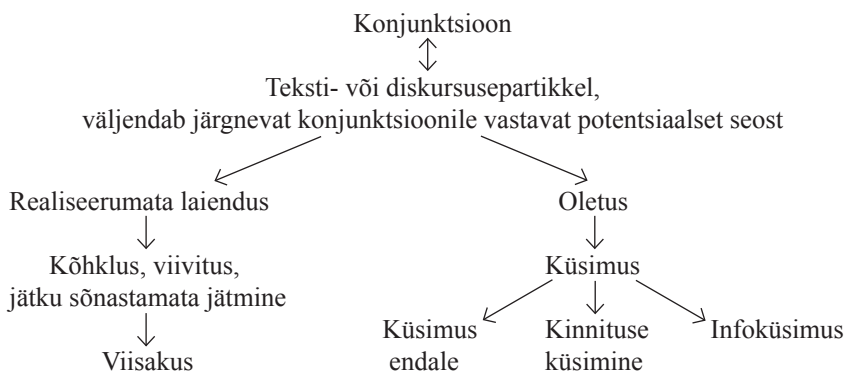 Konjunktsioon
Teksti- või diskursusepartikkel,
väljendab järgnevat konjunktsioonile vastavat potentsiaalset seost
Realiseerumata laiendus
Oletus
Kõhklus, viivitus,
jätku sõnastamata jätmine
Küsimus
Viisakus
Küsimus
endale
Kinnituse
küsimine
Infoküsimus